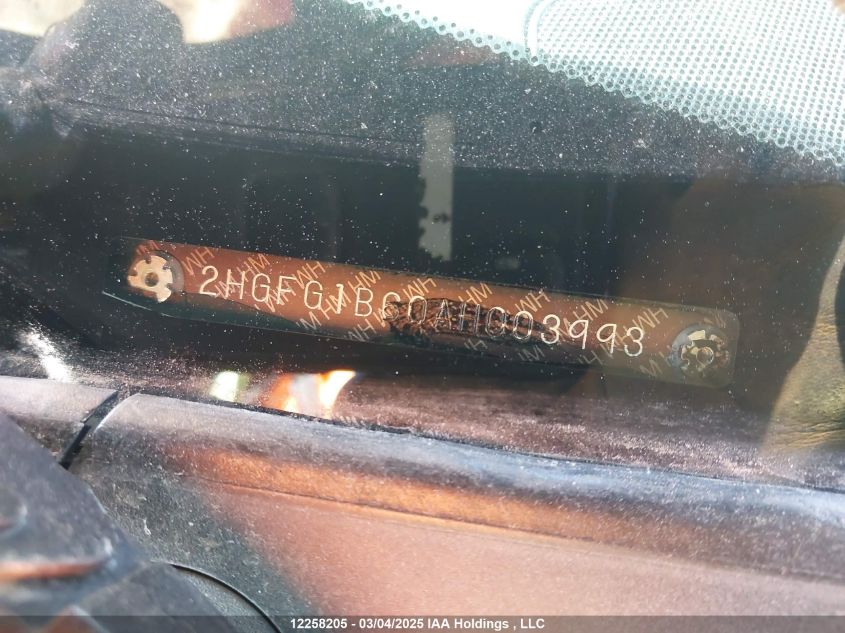 2HGFG1B60AH003993
12258205 - 03/04/2025 IAA Holdings , LLC